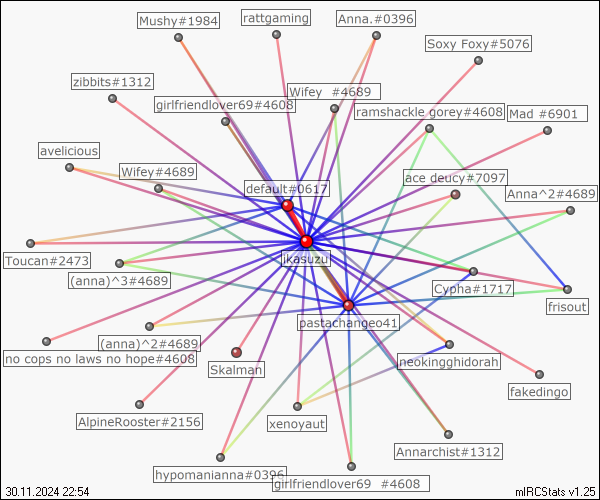 Mushy#1984
rattgaming
Anna.#0396
Soxy Foxy#5076
zibbits#1312
Wifey  #4689
girlfriendlover69#4608
ramshackle.gorey#4608
Mad #6901
avelicious
Wifey#4689
ace deucy#7097
default#0617
Anna^2#4689
Toucan#2473
jkasuzu
(anna)^3#4689
Cypha#1717
frisout
pastachangeo41
(anna)^2#4689
no cops no laws no hope#4608
Skalman
neokingghidorah
fakedingo
AlpineRooster#2156
xenoyaut
Annarchist#1312
hypomanianna#0396
girlfriendlover69  #4608
30.11.2024 22:54
mIRCStats v1.25